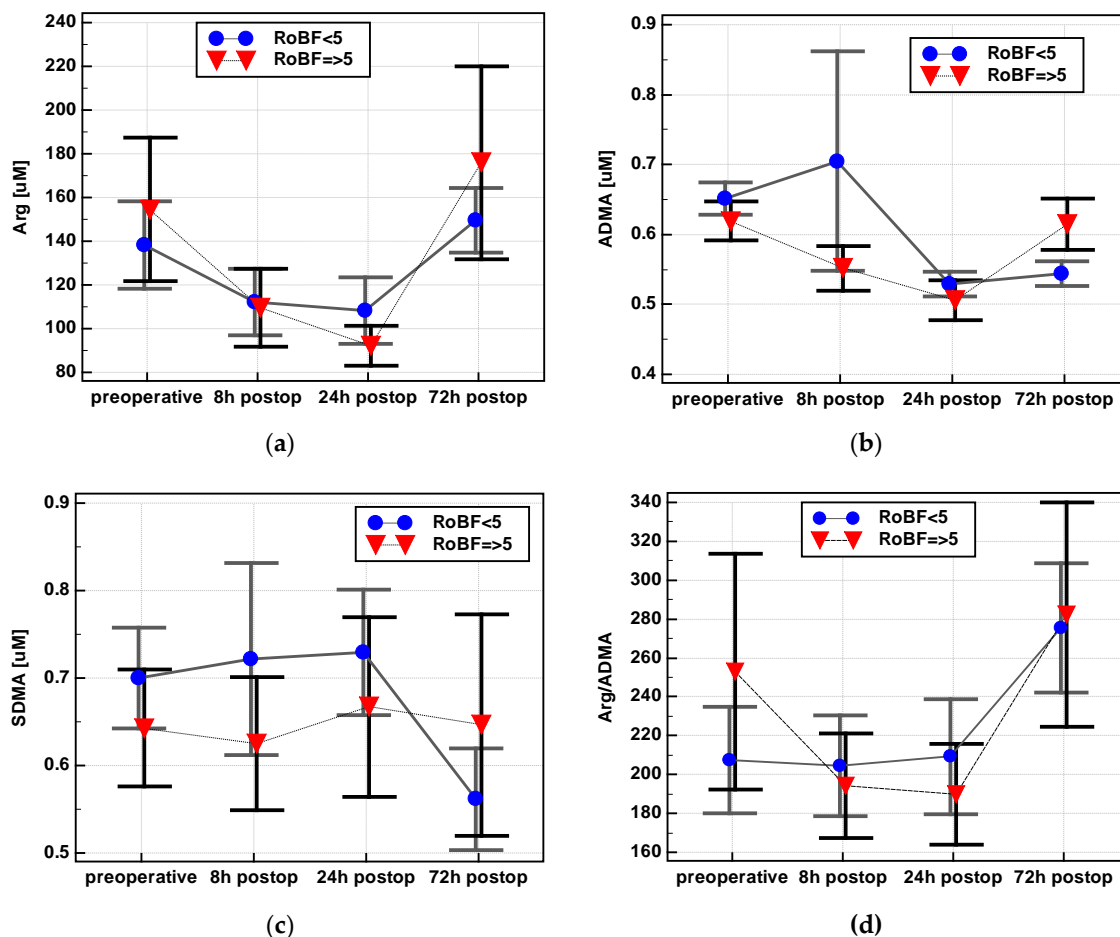 240
220
200
180
160
140
120
100
80
Arg [uM]
RoBF<5
RoBF=>5
preoperative 8h postop 24h postop 72h postop
(a)
0.9
0.8
0.7
0.6
0.5
0.4
ADMA [uM]
RoBF<5
RoBF=>5
preoperative 8h postop 24h postop 72h postop
(b)
0.9
0.8
0.7
0.6
0.5
SDMA [uM]
RoBF<5
RoBF=>5
preoperative 8h postop 24h postop 72h postop
(c)
340
320
300
280
260
240
220
200
180
160
Arg/ADMA
RoBF<5
RoBF=>5
preoperative 8h postop 24h postop 72h postop
(d)